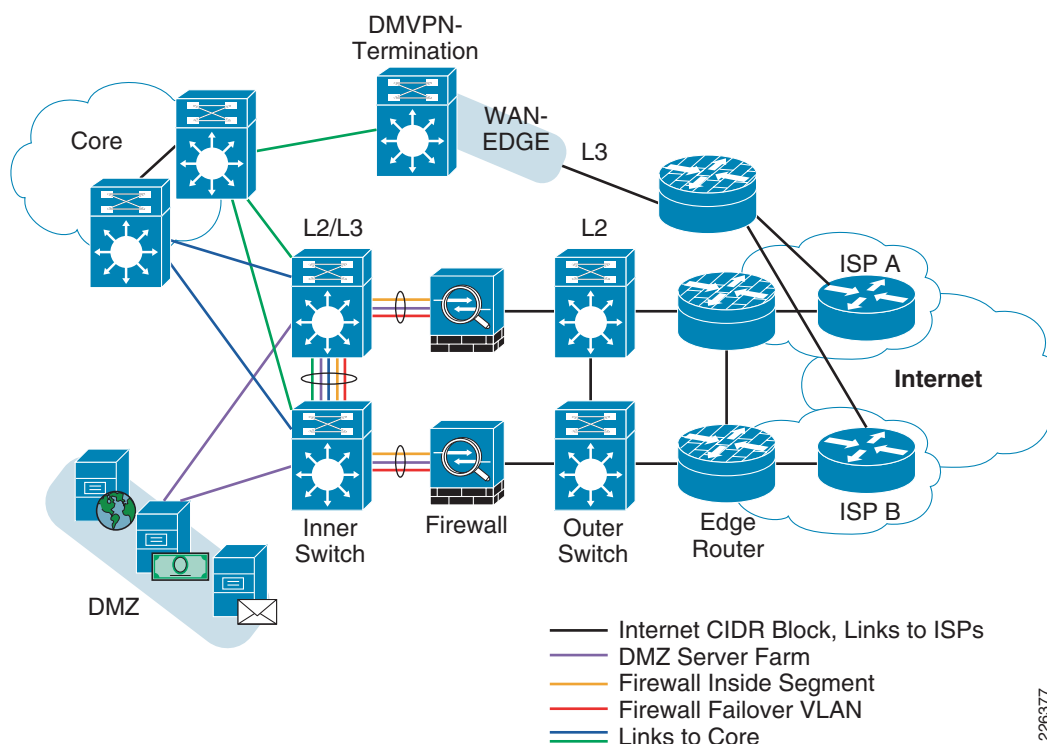 DMVPN-
Termination
Core
WAN-
EDGE
L3
L2/L3
L2
ISP A
Internet
ISP B
Inner
Switch
Firewall
Outer
Switch
Edge
Router
DMZ
Internet CIDR Block, Links to ISPs
DMZ Server Farm
Firewall Inside Segment
Firewall Failover VLAN
Links to Core
226377